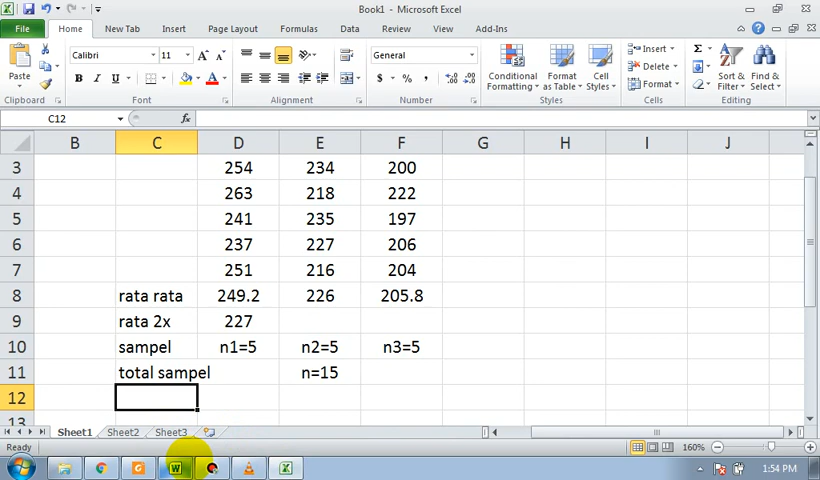 Book1 - Microsoft Excel
File Home Insert Page Layout Formulas Data Review View Add-Ins
Paste
Calibri 11
General
Conditional Formatting
Format as Table
Cell Styles
Insert
Delete
Format
Sort & Filter
Find & Select
Clipboard Font Alignment Number Styles Cells Editing
C12 fx
B C D E F G H I J
3 254 234 200
4 263 218 222
5 241 235 197
6 237 227 206
7 251 216 204
8 rata rata 249.2 226 205.8
9 rata 2x 227
10 sampel n1=5 n2=5 n3=5
11 total sampel n=15
12
13
Sheet1 Sheet2 Sheet3
Ready 160%
1:54 PM